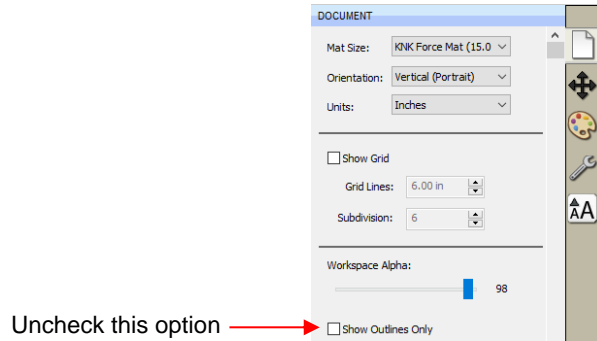 DOCUMENT
Mat Size: KNK Force Mat (15.0
Orientation: Vertical (Portrait)
Units: Inches
Show Grid
Grid Lines: 6.00 in
Subdivision: 6
Workspace Alpha:
98
Uncheck this option
Show Outlines Only
AA